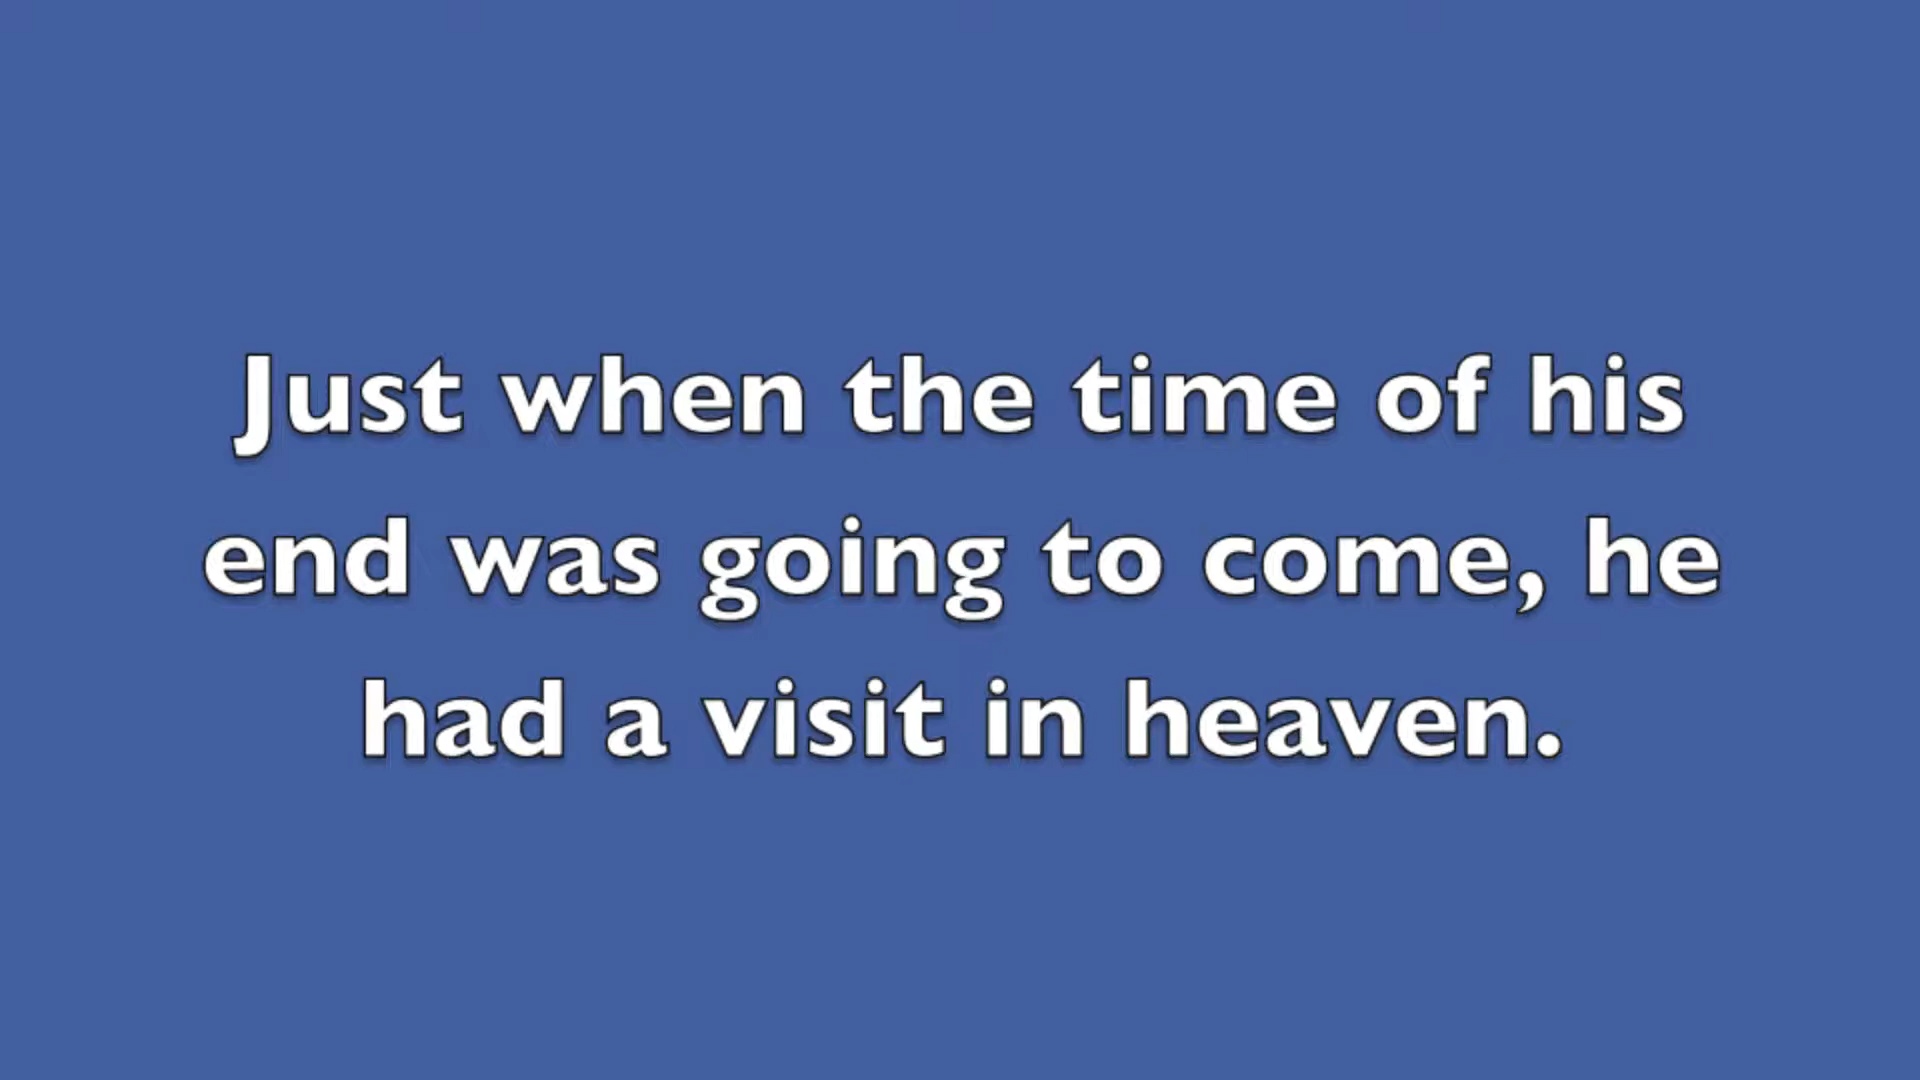 Just when the time of his
end was going to come, he
had a visit in heaven.